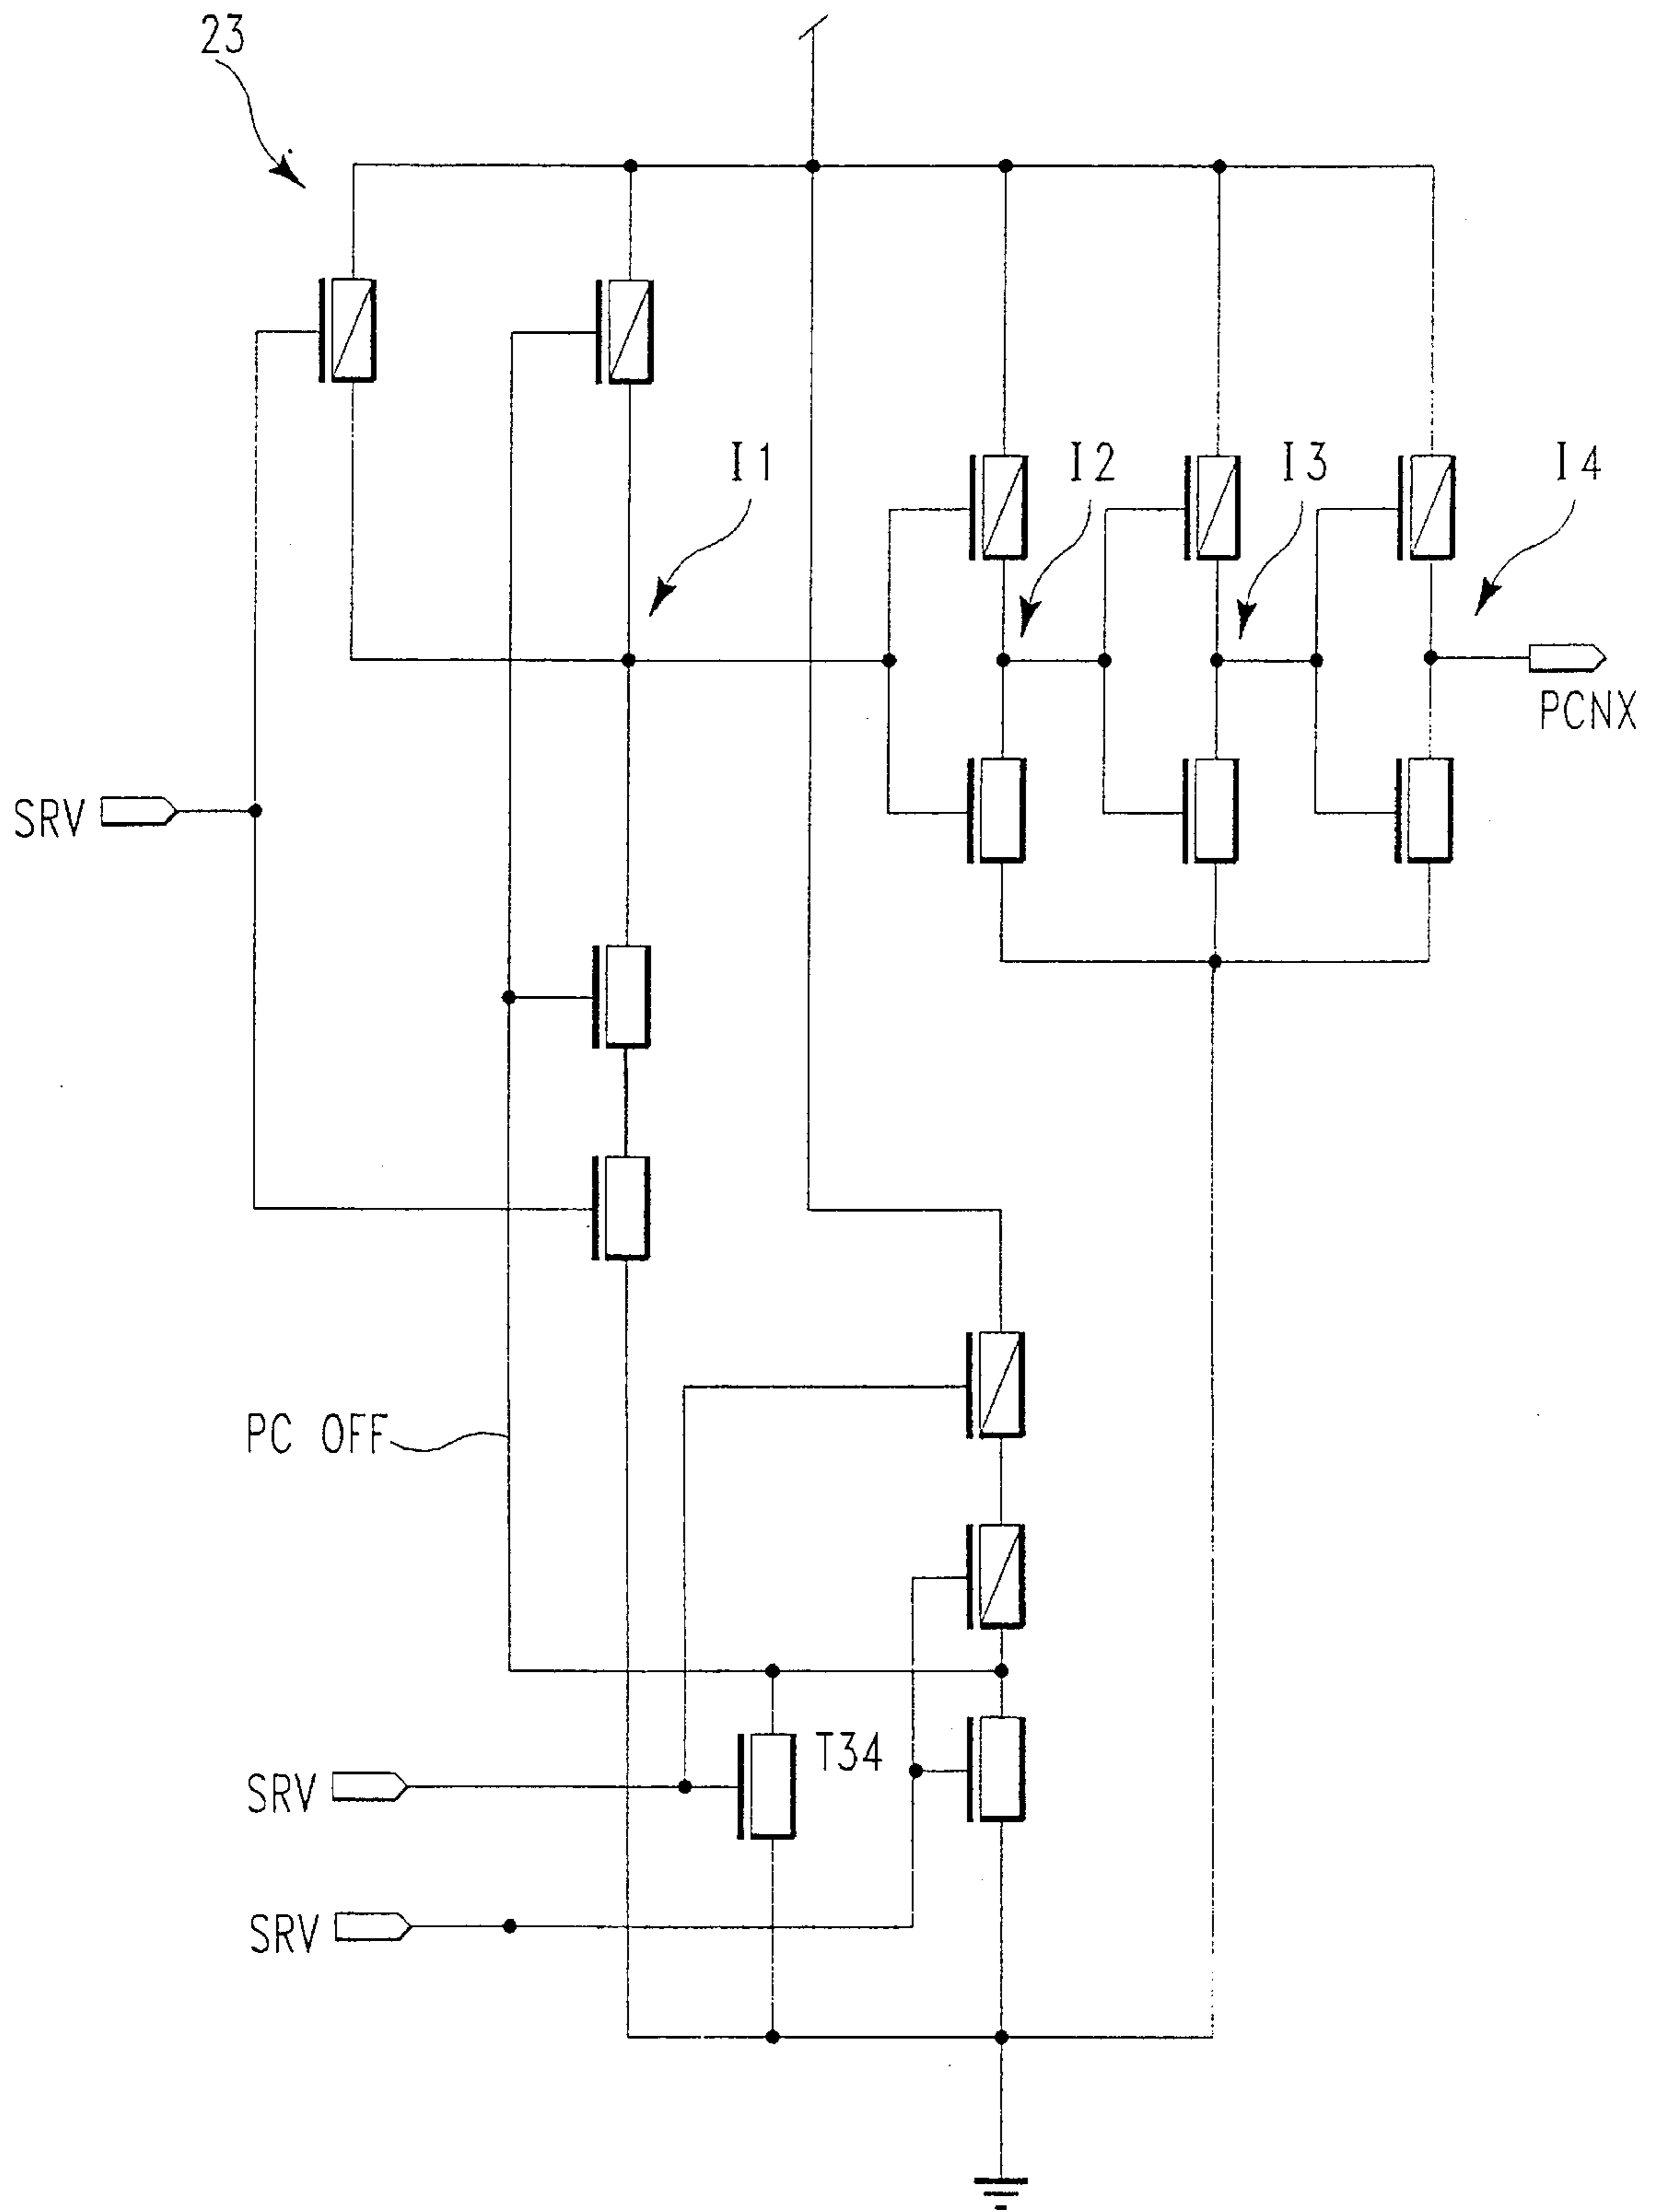 23
I1
I2
I3
I4
PCNX
SRV
PC OFF
T34
SRV
SRV